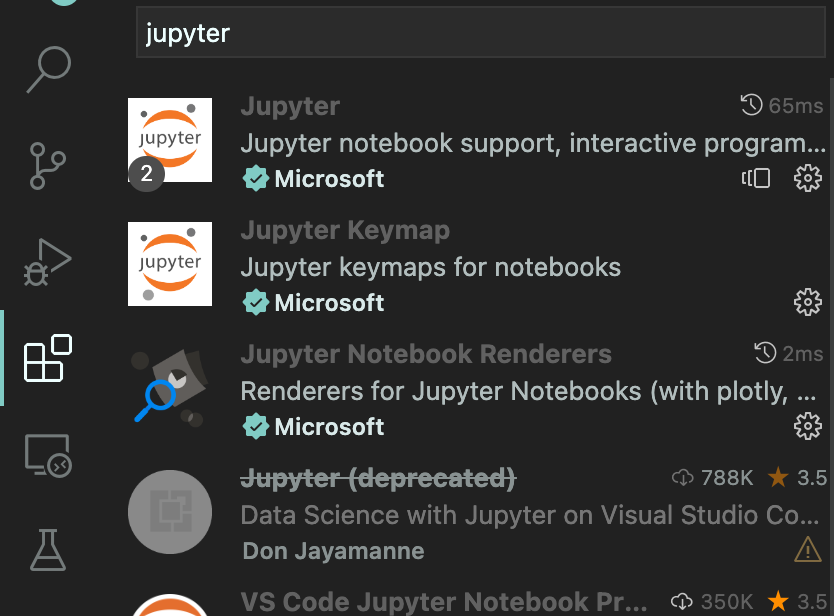 jupyter
Jupyter
65ms
jupyter
Jupyter notebook support, interactive program...
2
Microsoft
Jupyter Keymap
jupyter
Jupyter keymaps for notebooks
Microsoft
Jupyter Notebook Renderers
2ms
Renderers for Jupyter Notebooks (with plotly, ...
Microsoft
Jupyter (deprecated)
788K
3.5
Data Science with Jupyter on Visual Studio Co...
Don Jayamanne
VS Code Jupyter Notebook Pr...
350K
3.5